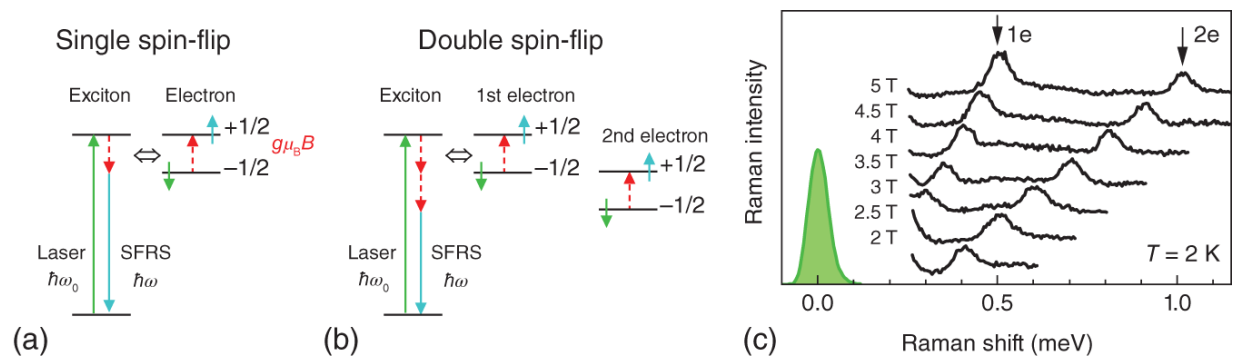 Single spin-flip
Exciton
Electron
+1/2
gμ_BB
−1/2
Laser
ħω₀
SFRS
ħω
(a)
Double spin-flip
Exciton
1st electron
+1/2
−1/2
2nd electron
+1/2
−1/2
Laser
ħω₀
SFRS
ħω
(b)
Raman intensity
1e
2e
5 T
4.5 T
4 T
3.5 T
3 T
2.5 T
2 T
T = 2 K
0.0
0.5
1.0
Raman shift (meV)
(c)